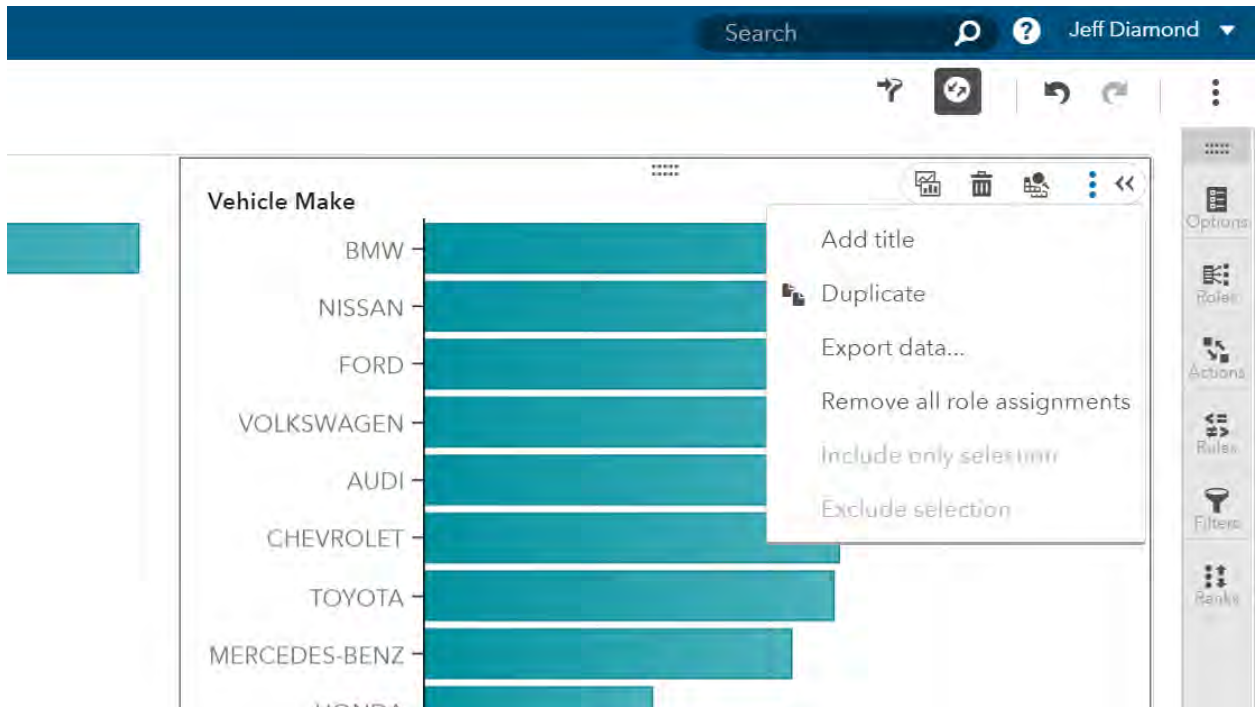 Search
Jeff Diamond
Vehicle Make
BMW
NISSAN
FORD
VOLKSWAGEN
AUDI
CHEVROLET
TOYOTA
MERCEDES-BENZ
HONDA
Add title
Duplicate
Export data...
Remove all role assignments
Include only selection
Exclude selection
Options
Roles
Actions
Rules
Filters
Ranks